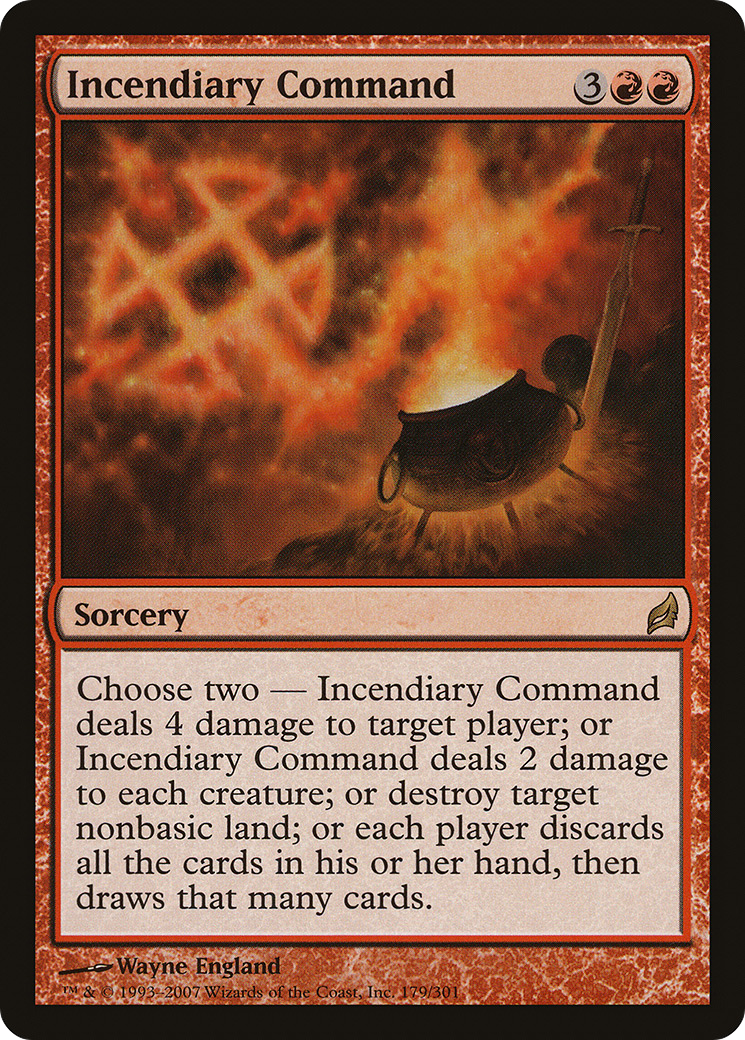 Incendiary Command 3
Sorcery
Choose two — Incendiary Command
deals 4 damage to target player; or
Incendiary Command deals 2 damage
to each creature; or destroy target
nonbasic land; or each player discards
all the cards in his or her hand, then
draws that many cards.
Wayne England
™ & © 1993–2007 Wizards of the Coast, Inc. 179/301